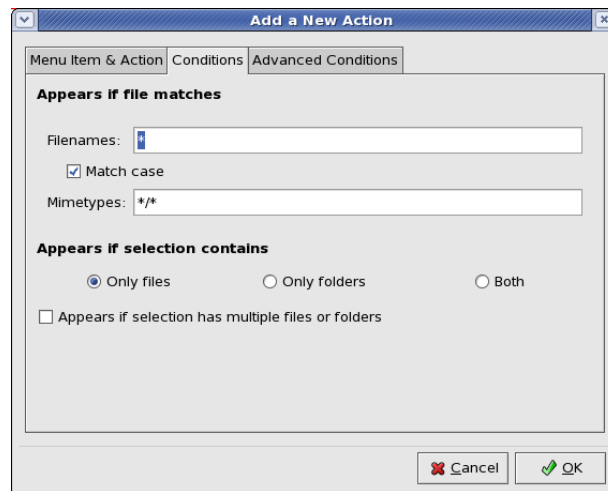 Add a New Action
Menu Item & Action Conditions Advanced Conditions
Appears if file matches
Filenames: *
Match case
Mimetypes: */*
Appears if selection contains
Only files Only folders Both
Appears if selection has multiple files or folders
Cancel OK